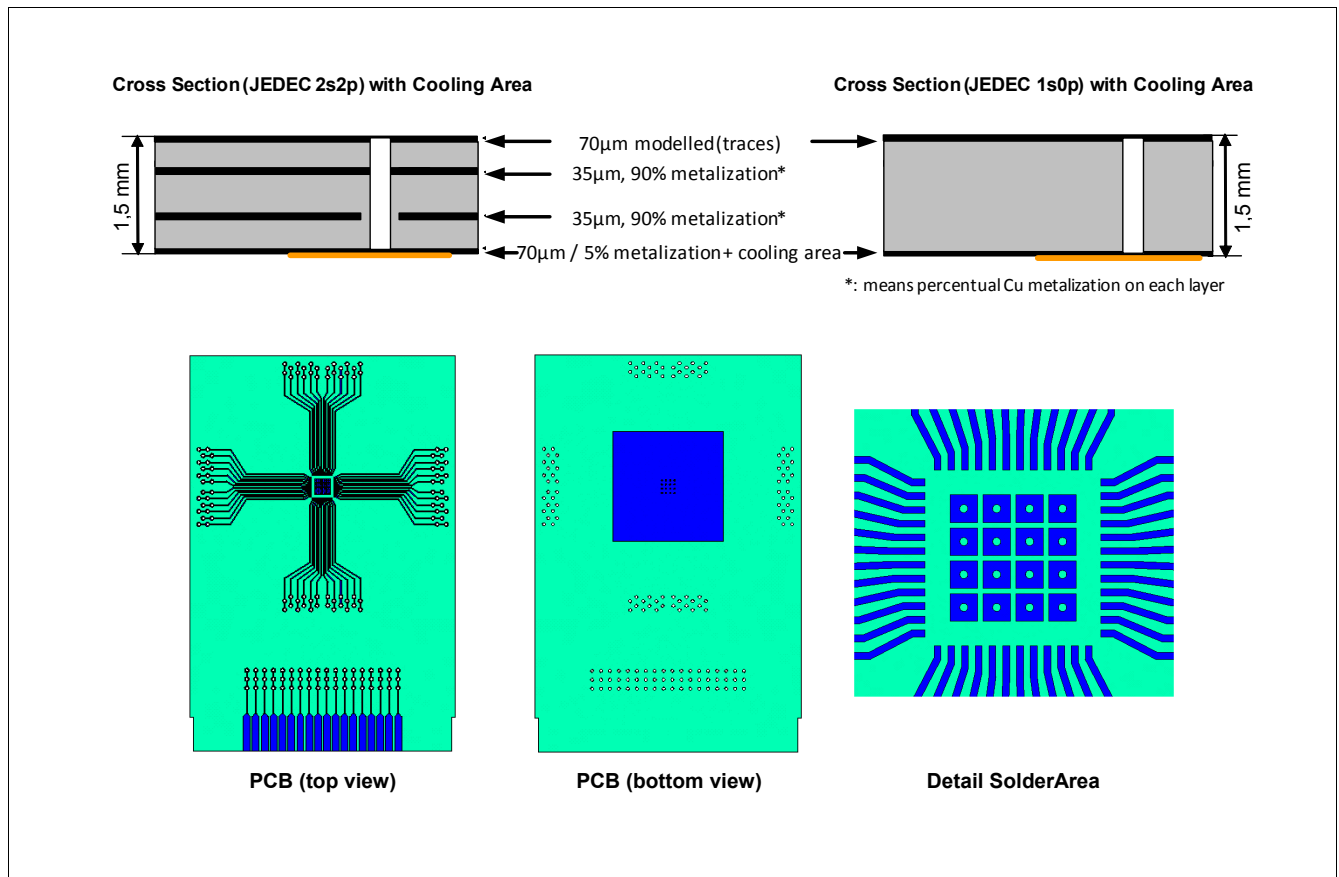 Cross Section (JEDEC 2s2p) with Cooling Area
Cross Section (JEDEC 1s0p) with Cooling Area
1,5 mm
70µm modelled (traces)
35µm, 90% metalization*
35µm, 90% metalization*
70µm / 5% metalization + cooling area
1,5 mm
*: means percentual Cu metalization on each layer
PCB (top view)
PCB (bottom view)
Detail SolderArea